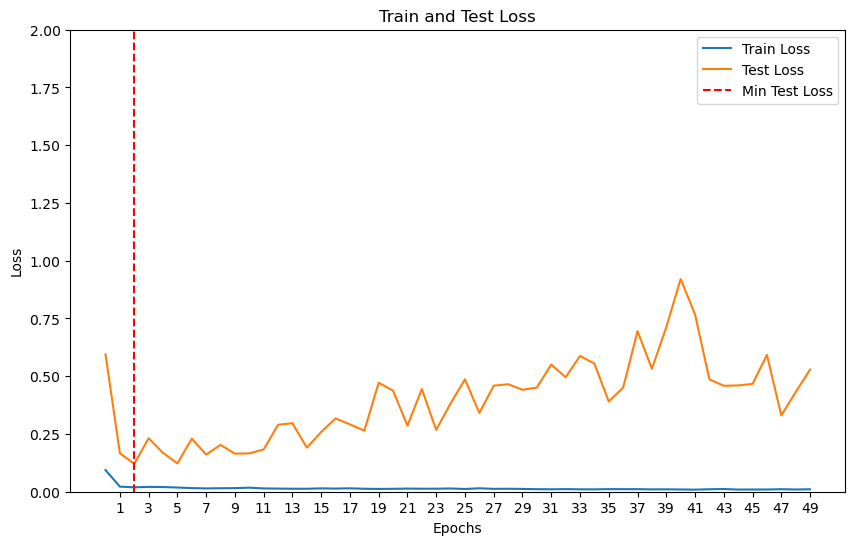 Train and Test Loss
2.00
1.75
1.50
1.25
1.00
0.75
0.50
0.25
0.00
Loss
Train Loss
Test Loss
Min Test Loss
1 3 5 7 9 11 13 15 17 19 21 23 25 27 29 31 33 35 37 39 41 43 45 47 49
Epochs